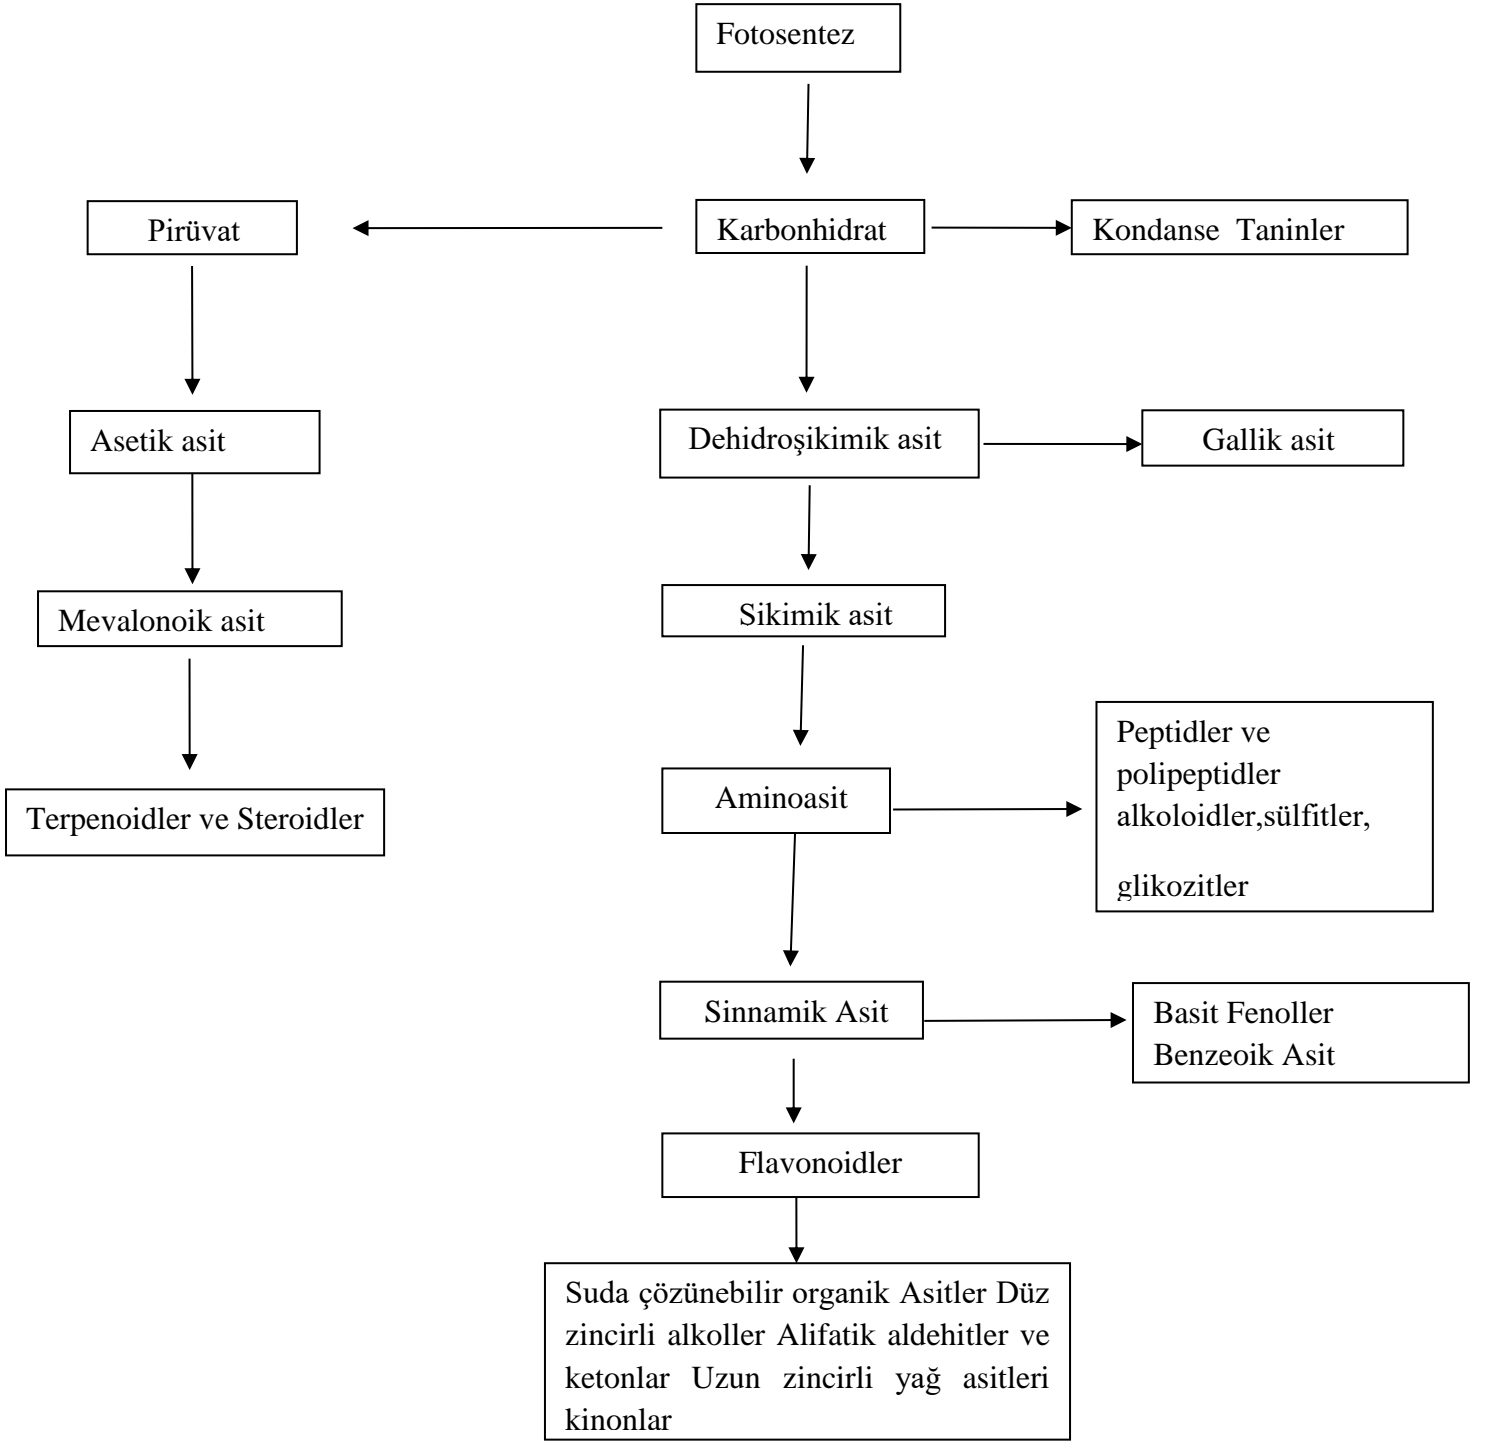 Fotosentez
Pirüvat
Karbonhidrat
Kondanse Taninler
Asetik asit
Dehidroşikimik asit
Gallik asit
Mevalonoik asit
Sikimik asit
Peptidler ve
polipeptidler
alkoloidler,sülfitler,
glikozitler
Aminoasit
Terpenoidler ve Steroidler
Sinnamik Asit
Basit Fenoller
Benzeoik Asit
Flavonoidler
Suda çözünebilir organik Asitler Düz
zincirli alkoller Alifatik aldehitler ve
ketonlar Uzun zincirli yağ asitleri
kinonlar